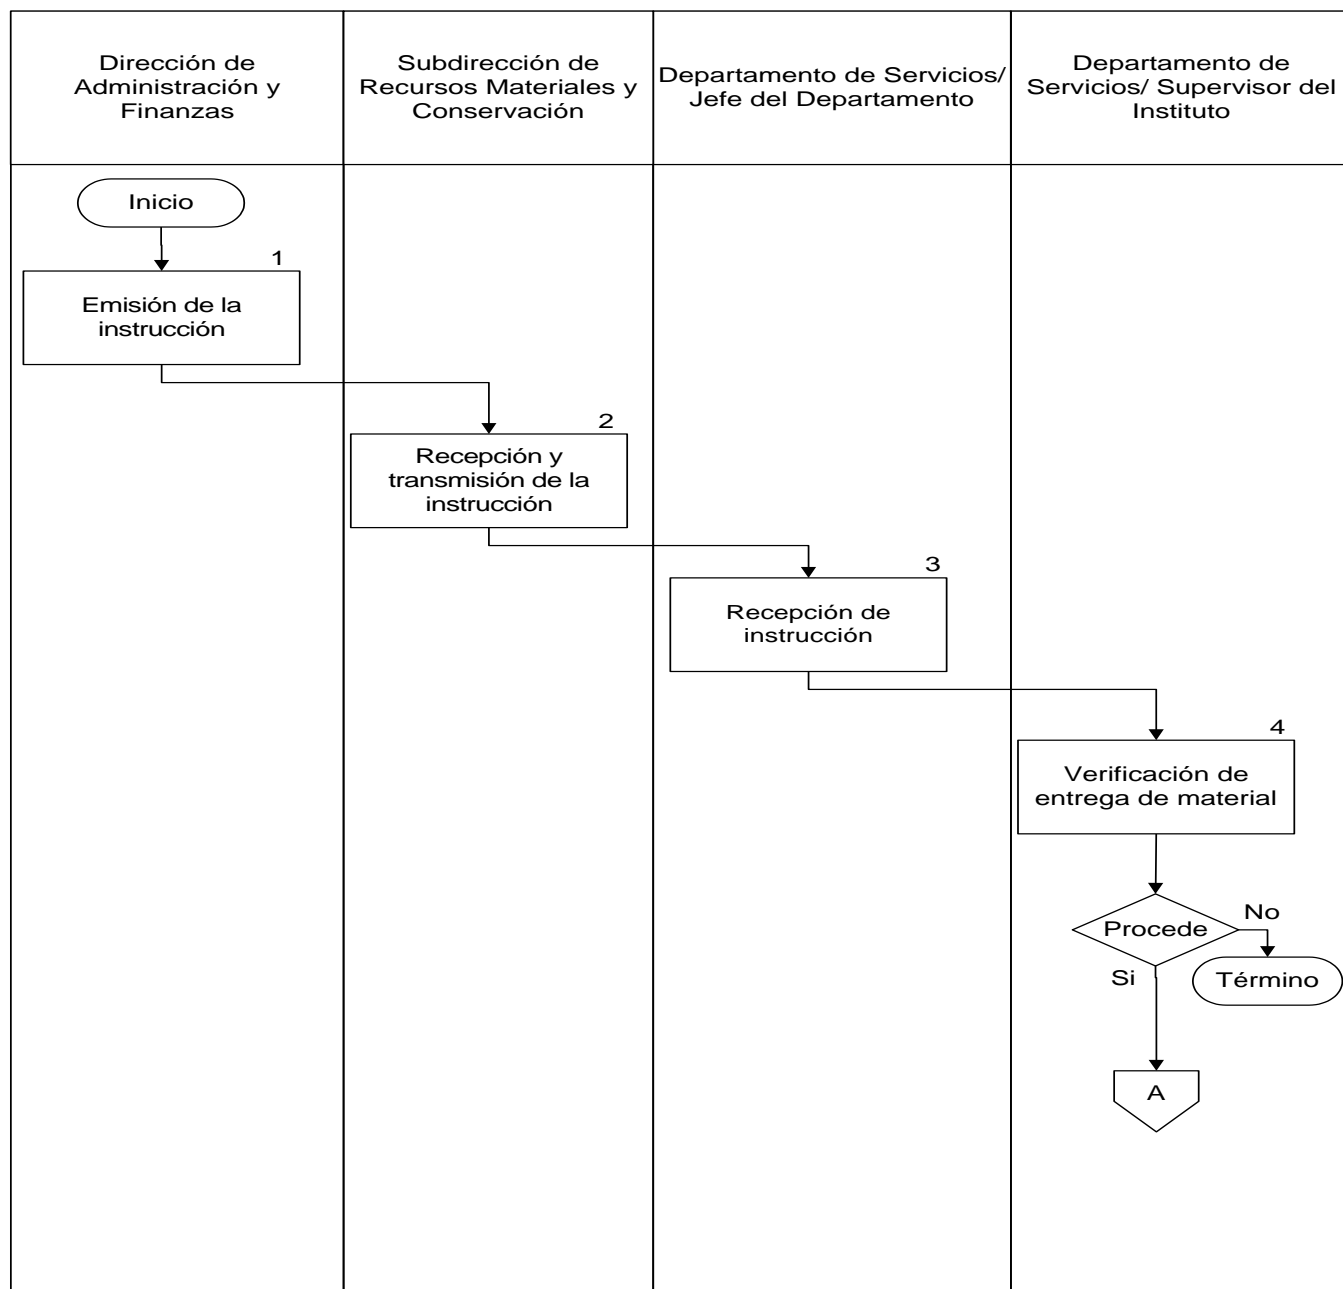 Dirección de
Administración y
Finanzas
Subdirección de
Recursos Materiales y
Conservación
Departamento de Servicios/
Jefe del Departamento
Departamento de
Servicios/ Supervisor del
Instituto
Inicio
1
Emisión de la
instrucción
2
Recepción y
transmisión de la
instrucción
3
Recepción de
instrucción
4
Verificación de
entrega de material
Procede
No
Si
Término
A